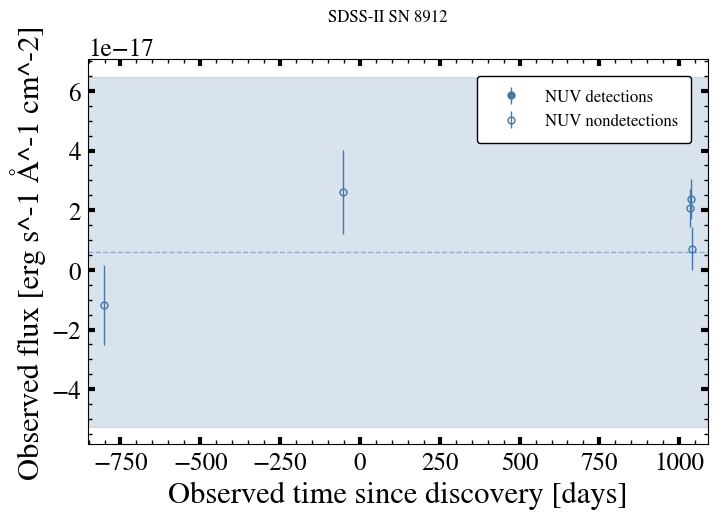 SDSS-II SN 8912
1e−17
NUV detections
NUV nondetections
6
4
2
0
−2
−4
Observed flux [erg s^-1 Å^-1 cm^-2]
−750 −500 −250 0 250 500 750 1000
Observed time since discovery [days]